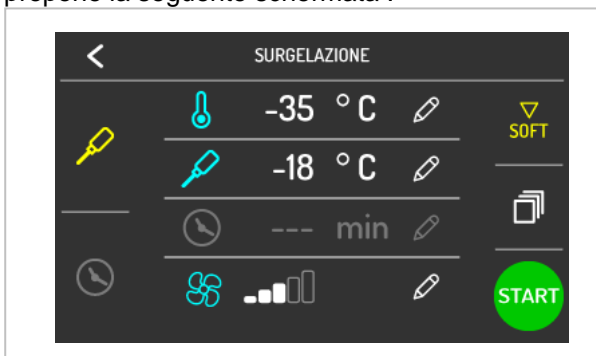 propone la seguente schermata :
SURGELAZIONE
-35 °C
SOFT
-18 °C
--- min
START